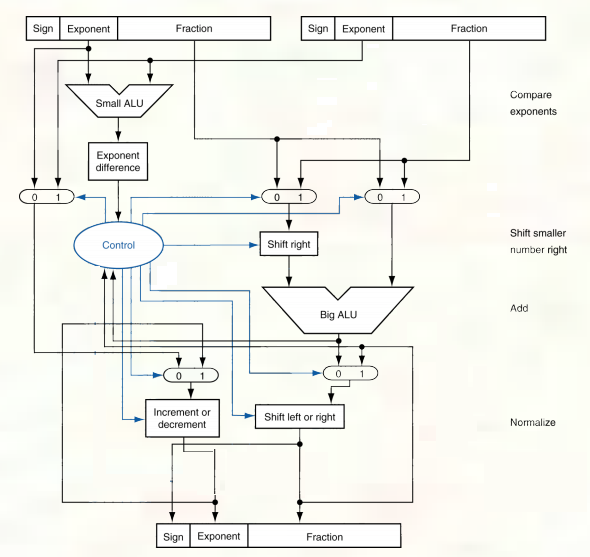 Sign Exponent Fraction Sign Exponent Fraction
Small ALU
Compare
exponents
Exponent
difference
0 1 0 1 0 1
Shift smaller
number right
Control
Shift right
Big ALU
Add
0 1 0 1
Increment or
decrement
Shift left or right
Normalize
Sign Exponent Fraction